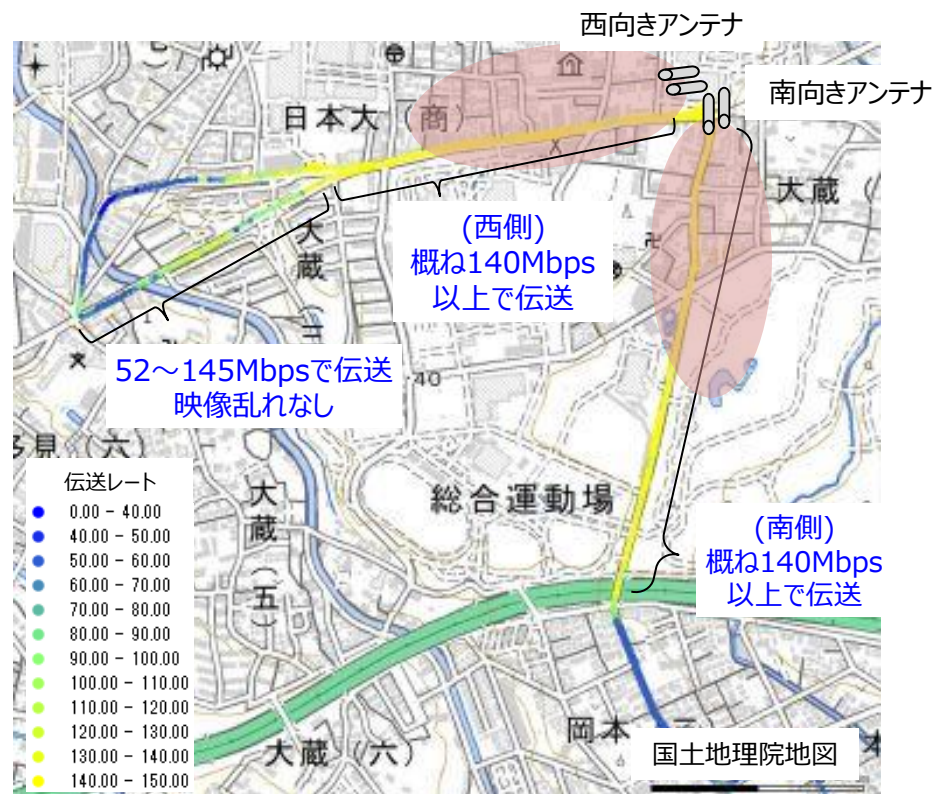 西向きアンテナ
南向きアンテナ
日本大（商）
大蔵（
(西側)
概ね140Mbps
以上で伝送
大蔵
二
52～145Mbpsで伝送
映像乱れなし
40
多見（六）
大蔵（五）
総合運動場
(南側)
概ね140Mbps
以上で伝送
伝送レート
0.00 - 40.00
40.00 - 50.00
50.00 - 60.00
60.00 - 70.00
70.00 - 80.00
80.00 - 90.00
90.00 - 100.00
100.00 - 110.00
110.00 - 120.00
120.00 - 130.00
130.00 - 140.00
140.00 - 150.00
大蔵（六）
岡本
国土地理院地図